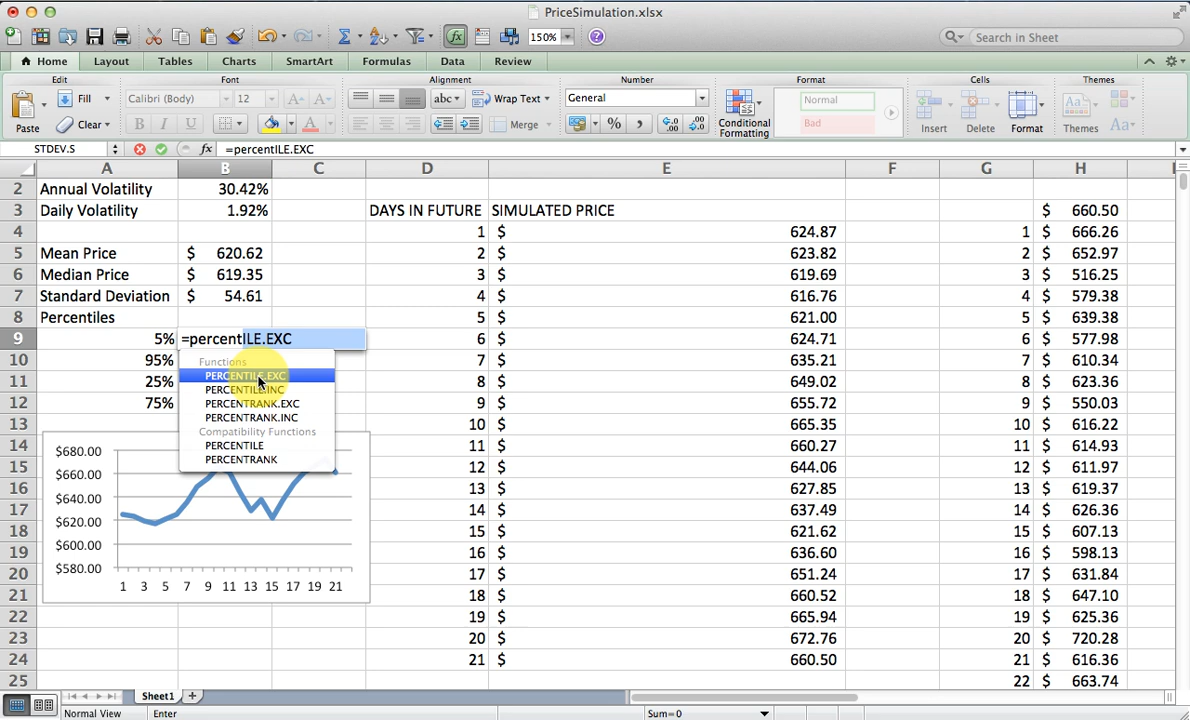 PriceSimulation.xlsx
150%
Search in Sheet
Home Layout Tables Charts SmartArt Formulas Data Review
Edit Font Alignment Number Format Cells Themes
Paste Fill Clear
Calibri (Body) 12 A A
B I U A
abc Wrap Text
Merge
General
% , .0 .00 .00 .0
Conditional Formatting
Normal
Bad
Insert Delete Format
Themes Aa
STDEV.S fx =percentILE.EXC
A B C D E F G H I
2 Annual Volatility 30.42%
3 Daily Volatility 1.92% DAYS IN FUTURE SIMULATED PRICE $ 660.50
4 1 $ 624.87 1 $ 666.26
5 Mean Price $ 620.62 2 $ 623.82 2 $ 652.97
6 Median Price $ 619.35 3 $ 619.69 3 $ 516.25
7 Standard Deviation $ 54.61 4 $ 616.76 4 $ 579.38
8 Percentiles 5 $ 621.00 5 $ 639.38
9 5% =percentILE.EXC 6 $ 624.71 6 $ 577.98
10 95% 7 $ 635.21 7 $ 610.34
11 25% 8 $ 649.02 8 $ 623.36
12 75% 9 $ 655.72 9 $ 550.03
13 10 $ 665.35 10 $ 616.22
14 11 $ 660.27 11 $ 614.93
15 12 $ 644.06 12 $ 611.97
16 13 $ 627.85 13 $ 619.37
17 14 $ 637.49 14 $ 626.36
18 15 $ 621.62 15 $ 607.13
19 16 $ 636.60 16 $ 598.13
20 17 $ 651.24 17 $ 631.84
21 18 $ 660.52 18 $ 647.10
22 19 $ 665.94 19 $ 625.36
23 20 $ 672.76 20 $ 720.28
24 21 $ 660.50 21 $ 616.36
25 22 $ 663.74
Functions
PERCENTILE.EXC
PERCENTILE.INC
PERCENTRANK.EXC
PERCENTRANK.INC
Compatibility Functions
PERCENTILE
PERCENTRANK
$680.00
$660.00
$640.00
$620.00
$600.00
$580.00
1 3 5 7 9 11 13 15 17 19 21
Sheet1
Normal View Enter Sum=0